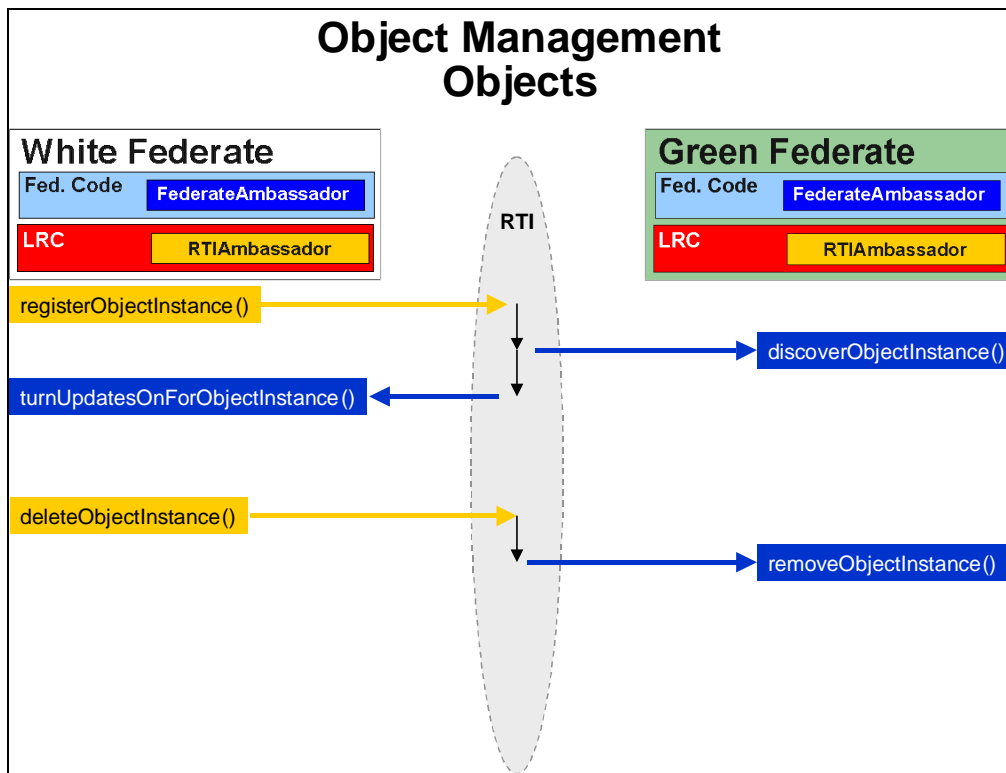 Object Management
Objects
White Federate
Fed. Code
FederateAmbassador
LRC
RTIAmbassador
Green Federate
Fed. Code
FederateAmbassador
LRC
RTIAmbassador
RTI
registerObjectInstance()
discoverObjectInstance()
turnUpdatesOnForObjectInstance()
deleteObjectInstance()
removeObjectInstance()